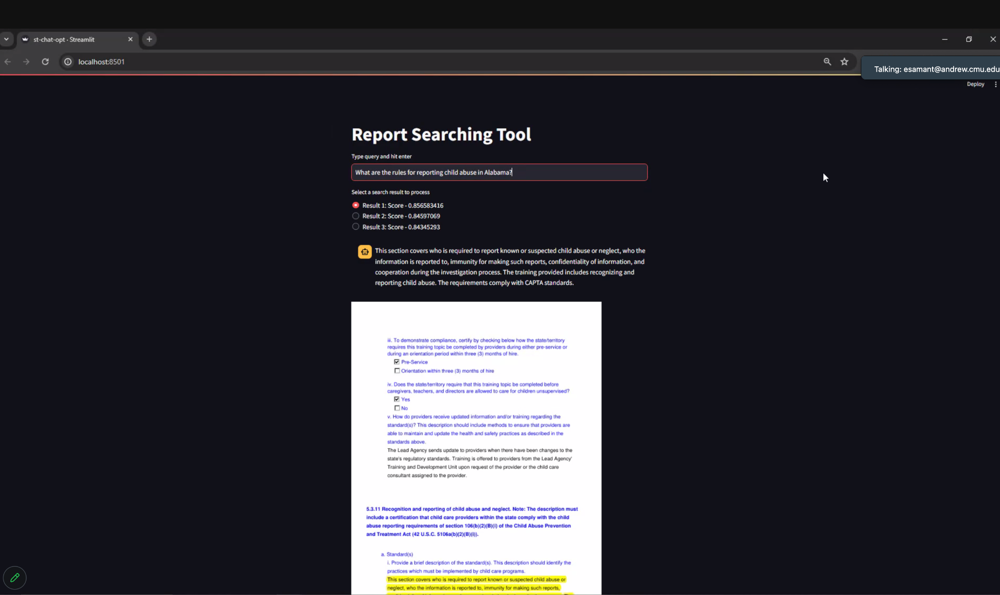 st-chat-opt · Streamlit
localhost:8501
Talking: esamant@andrew.cmu.edu
Deploy
Report Searching Tool
Type query and hit enter
What are the rules for reporting child abuse in Alabama?
Select a search result to process
Result 1: Score - 0.856583416
Result 2: Score - 0.84597069
Result 3: Score - 0.84345293
This section covers who is required to report known or suspected child abuse or neglect, who the
information is reported to, immunity for making such reports, confidentiality of information, and
cooperation during the investigation process. The training provided includes recognizing and
reporting child abuse. The requirements comply with CAPTA standards.
iii. To demonstrate compliance, certify by checking below how the state/territory
requires this training topic be completed by providers during either pre-service or
during an orientation period within three (3) months of hire.
Pre-Service
Orientation within three (3) months of hire
iv. Does the state/territory require that this training topic be completed before
caregivers, teachers, and directors are allowed to care for children unsupervised?
Yes
No
v. How do providers receive updated information and/or training regarding the
standard(s)? This description should include methods to ensure that providers are
able to maintain and update the health and safety practices as described in the
standards above.
The Lead Agency sends update to providers when there have been changes to the
state's regulatory standards. Training is offered to providers from the Lead Agency'
Training and Development Unit upon request of the provider or the child care
consultant assigned to the provider.
5.3.11 Recognition and reporting of child abuse and neglect. Note: The description must
include a certification that child care providers within the state comply with the child
abuse reporting requirements of section 106(b)(2)(B)(i) of the Child Abuse Prevention
and Treatment Act (42 U.S.C. 5106a(b)(2)(B)(i)).
a. Standard(s)
i. Provide a brief description of the standard(s). This description should identify the
practices which must be implemented by child care programs.
This section covers who is required to report known or suspected child abuse or
neglect, who the information is reported to, immunity for making such reports,